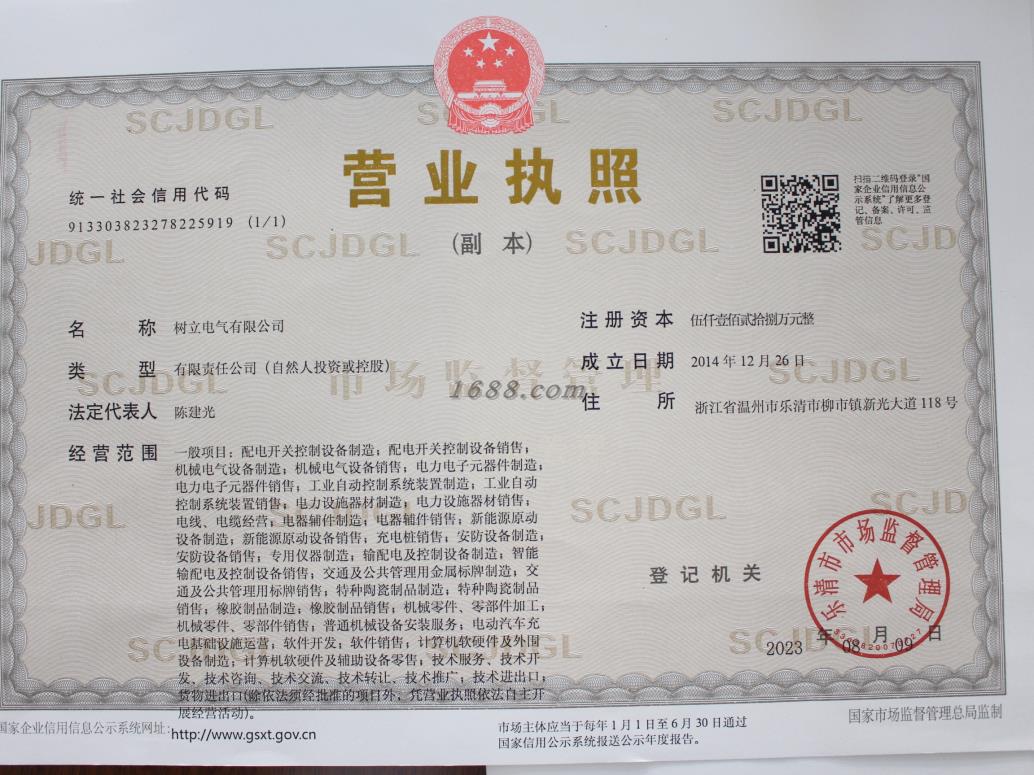 SCJDGL
SCJDGL
营业执照
(副 本)
统一社会信用代码
913303823278225919 (1/1)
扫描二维码登录“国
家企业信用信息公
示系统”了解更多登
记、备案、许可、监
管信息
JDGL
SCJDGL
SCJDGL
SCJD
名 称 树立电气有限公司
类 型 有限责任公司（自然人投资或控股）
法定代表人 陈建光
注册资本 伍仟壹佰贰拾捌万元整
成立日期 2014年12月26日
住 所 浙江省温州市乐清市柳市镇新光大道118号
SCJDGL
市场监督管理
SCJDGL
1688.com
经营范围 一般项目：配电开关控制设备制造；配电开关控制设备销售；
机械电气设备制造；机械电气设备销售；电力电子元器件制造；
电力电子元器件销售；工业自动控制系统装置制造；工业自动
控制系统装置销售；电力设施器材制造；电力设施器材销售；
电线、电缆经营；电器辅件制造；电器辅件销售；新能源原动
设备制造；新能源原动设备销售；充电桩销售；安防设备制造；
安防设备销售；专用仪器制造；输配电及控制设备制造；智能
输配电及控制设备销售；交通及公共管理用金属标牌制造；交
通及公共管理用标牌销售；特种陶瓷制品制造；特种陶瓷制品
销售；橡胶制品制造；橡胶制品销售；机械零件、零部件加工；
机械零件、零部件销售；普通机械设备安装服务；电动汽车充
电基础设施运营；软件开发；软件销售；计算机软硬件及外围
设备制造；计算机软硬件及辅助设备零售；技术服务、技术开
发、技术咨询、技术交流、技术转让、技术推广；技术进出口；
货物进出口(除依法须经批准的项目外，凭营业执照依法自主开
展经营活动)。
JDGL
SCJDGL
SCJDGL
SCJD
登记机关
乐清市市场监督管理局
2023 年 08 月 09 日
国家企业信用信息公示系统网址：http://www.gsxt.gov.cn
市场主体应当于每年1月1日至6月30日通过
国家信用公示系统报送公示年度报告。
国家市场监督管理总局监制